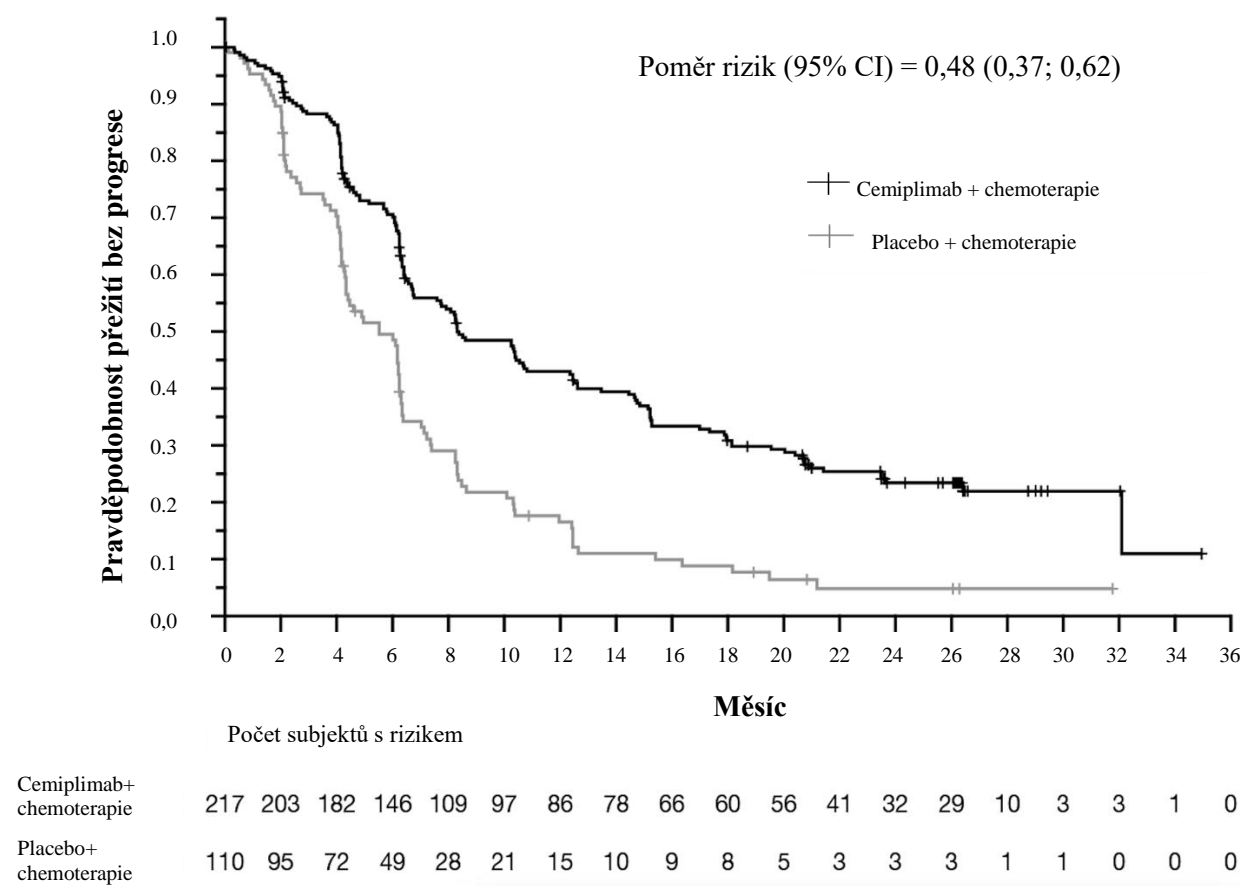 Poměr rizik (95% CI) = 0,48 (0,37; 0,62)
Pravděpodobnost přežití bez progrese
1.0
0.9
0.8
0.7
0.6
0.5
0.4
0.3
0.2
0.1
0,0
Cemiplimab + chemoterapie
Placebo + chemoterapie
0 2 4 6 8 10 12 14 16 18 20 22 24 26 28 30 32 34 36
Měsíc
Počet subjektů s rizikem
Cemiplimab+
chemoterapie
217 203 182 146 109 97 86 78 66 60 56 41 32 29 10 3 3 1 0
Placebo+
chemoterapie
110 95 72 49 28 21 15 10 9 8 5 3 3 3 1 1 0 0 0